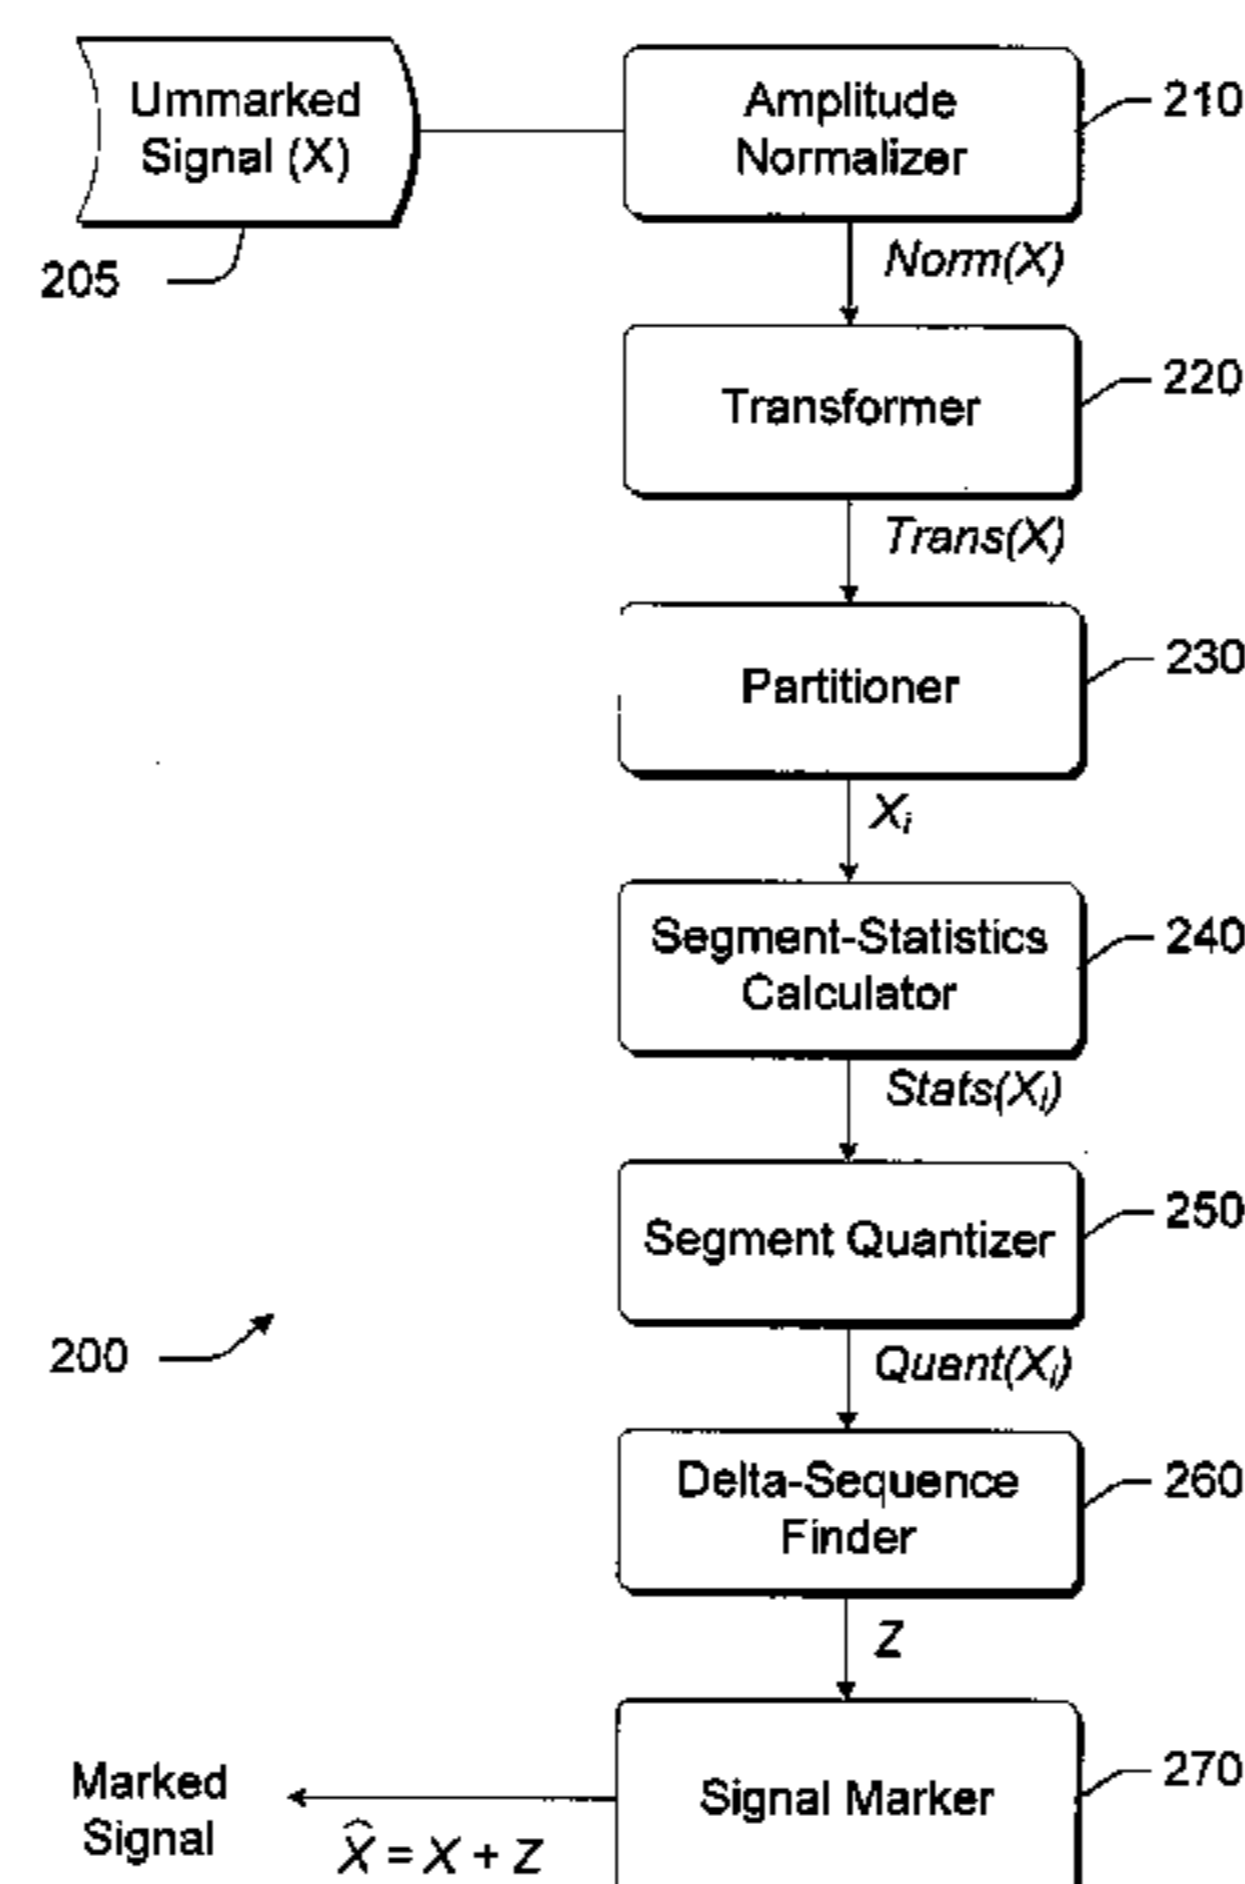 Ummarked
Signal (X)
205
Amplitude
Normalizer
210
Norm(X)
Transformer
220
Trans(X)
Partitioner
230
Xi
Segment-Statistics
Calculator
240
Stats(Xi)
Segment Quantizer
250
200
Quant(Xi)
Delta-Sequence
Finder
260
Z
Signal Marker
270
Marked
Signal
X̂ = X + Z